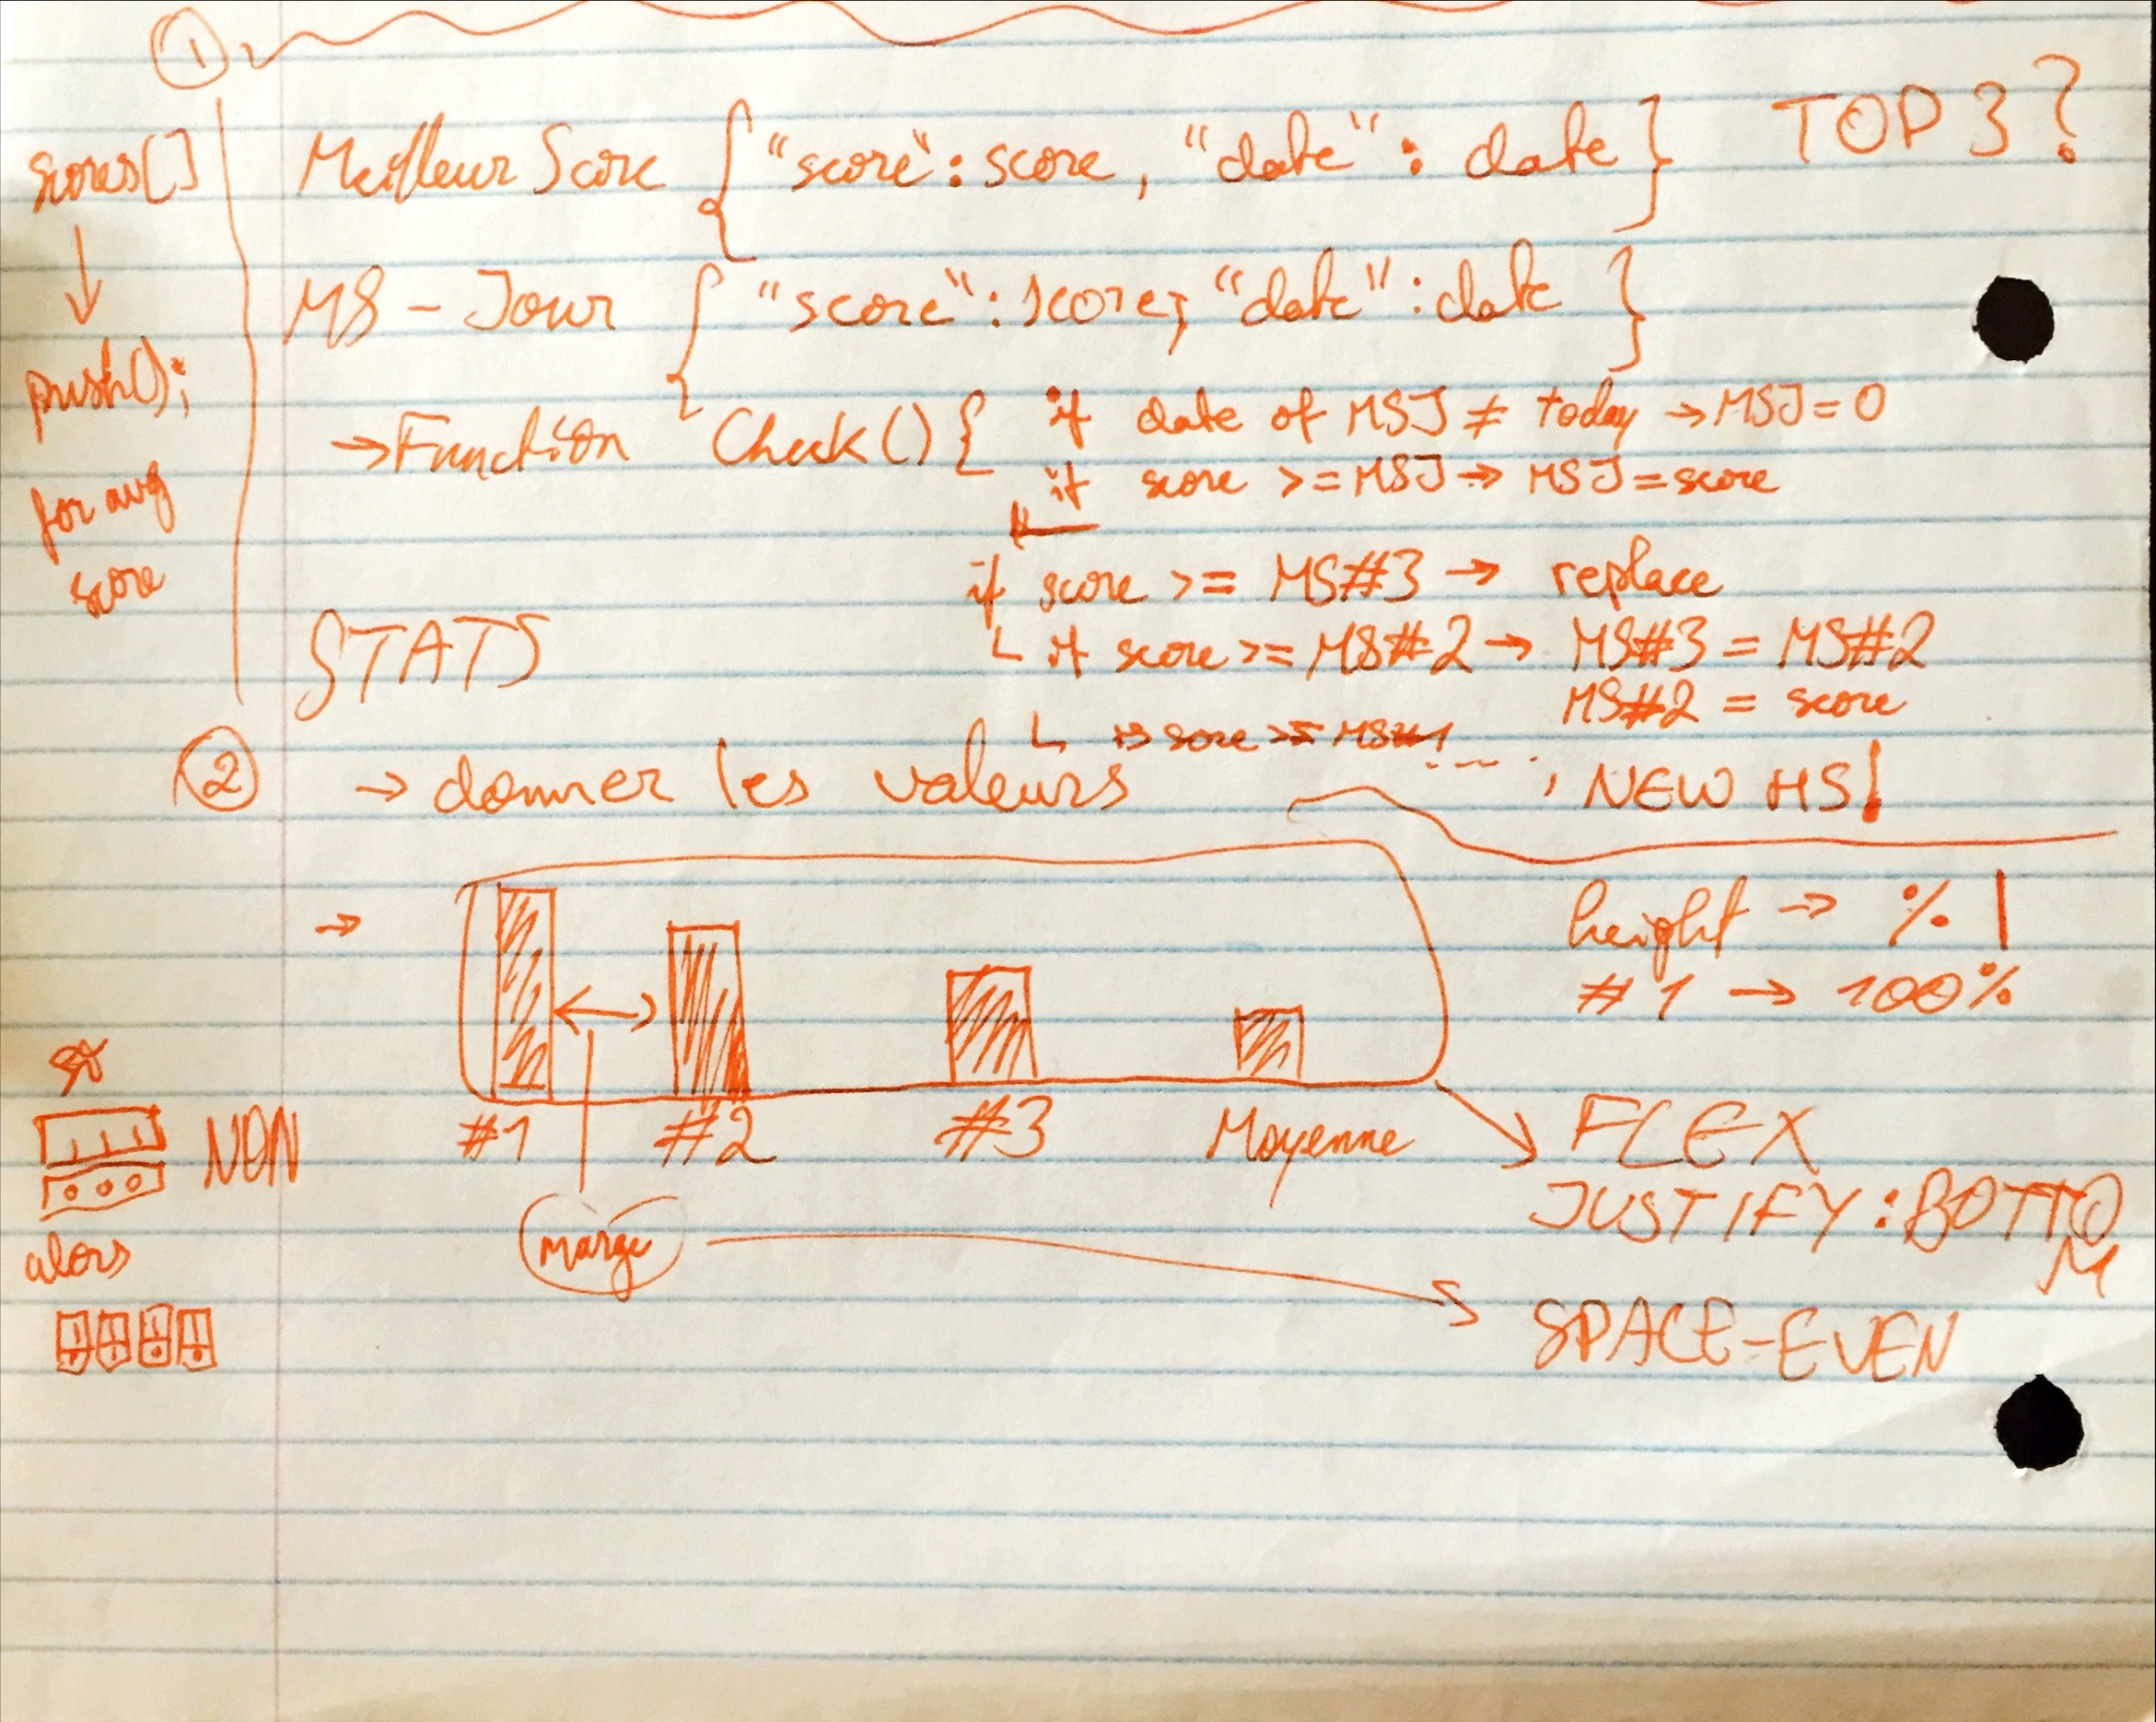 ①
scores[]
push();
for avg
score
Meilleur Score { "score": score, "date": date } TOP 3?
MS - Jour { "score": score, "date": date }
→ Function Check() { if date of MSJ ≠ today → MSJ = 0
if score >= MSJ → MSJ = score
if score >= MS#3 → replace
if score >= MS#2 → MS#3 = MS#2
MS#2 = score
score >= MS#1 ...., NEW HS!
STATS
②
→ donner les valeurs
→
height → % !
#1 → 100%
#1 #2 #3 Moyenne
marge
FLEX
JUSTIFY: BOTTOM
SPACE-EVEN
NON
alors